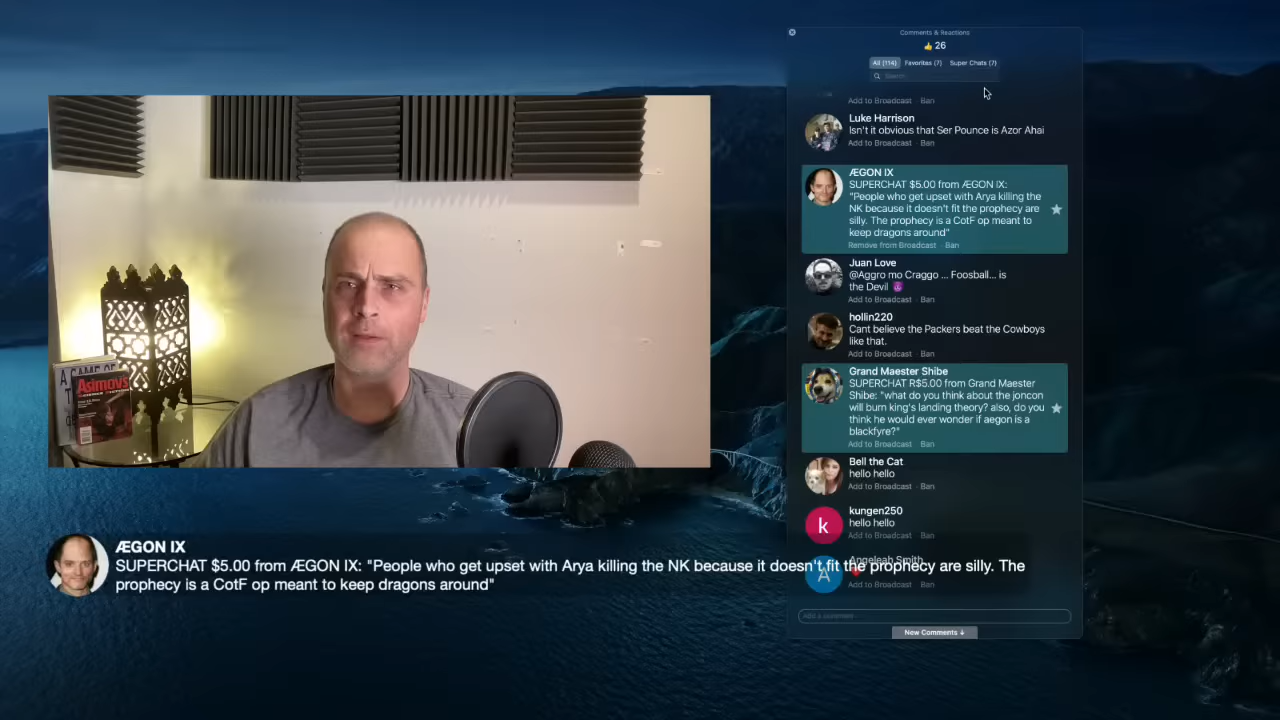 Comments & Reactions
👍 26
All (114) Favorites (7) Super Chats (7)
Search
Add to Broadcast Ban
Luke Harrison
Isn't it obvious that Ser Pounce is Azor Ahai
Add to Broadcast Ban
ÆGON IX
SUPERCHAT $5.00 from ÆGON IX:
"People who get upset with Arya killing the
NK because it doesn't fit the prophecy are
silly. The prophecy is a CotF op meant to
keep dragons around"
Remove from Broadcast Ban
Juan Love
@Aggro mo Craggo ... Foosball... is
the Devil 😈
Add to Broadcast Ban
hollin220
Cant believe the Packers beat the Cowboys
like that.
Add to Broadcast Ban
Grand Maester Shibe
SUPERCHAT R$5.00 from Grand Maester
Shibe: "what do you think about the joncon
will burn king's landing theory? also, do you
think he would ever wonder if aegon is a
blackfyre?"
Add to Broadcast Ban
Bell the Cat
hello hello
Add to Broadcast Ban
k
kungen250
hello hello
Add to Broadcast Ban
A
Angeleah Smith
Add to Broadcast Ban
Add a comment
New Comments ↓
A GAME OF
Asimov's
ÆGON IX
SUPERCHAT $5.00 from ÆGON IX: "People who get upset with Arya killing the NK because it doesn't fit the prophecy are silly. The
prophecy is a CotF op meant to keep dragons around"